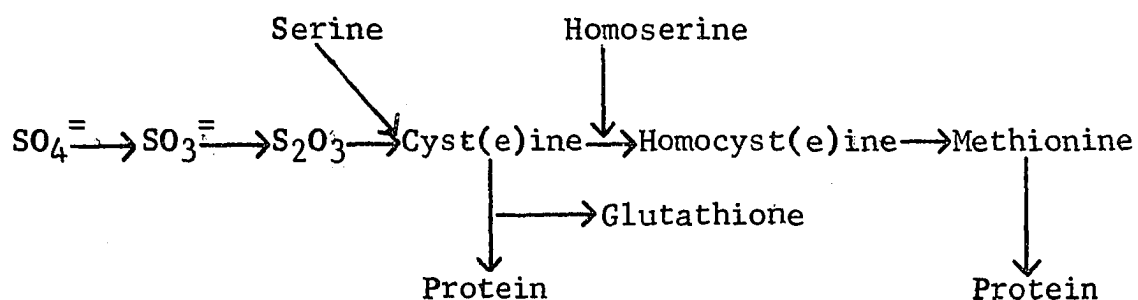 Serine Homoserine
SO4= → SO3= → S2O3 → Cyst(e)ine → Homocyst(e)ine → Methionine
Glutathione
Protein Protein